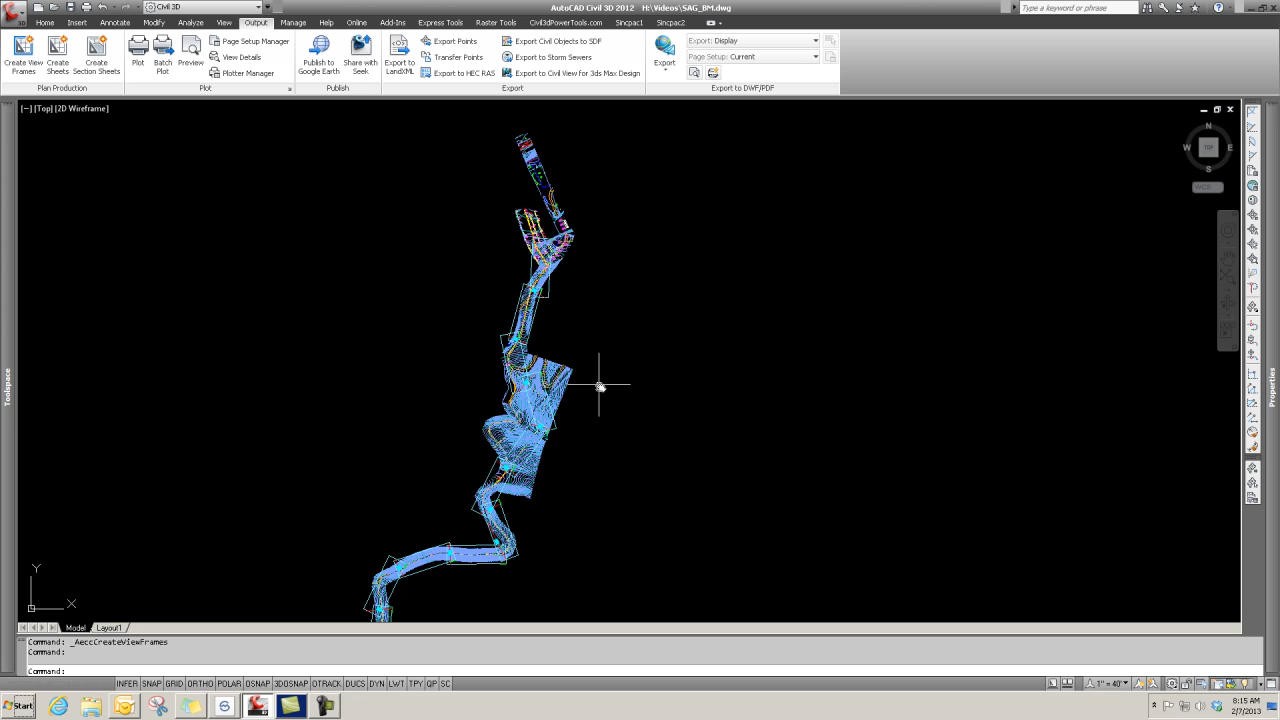 Civil 3D
AutoCAD Civil 3D 2012 H:\Videos\SAG_BM.dwg
Type a keyword or phrase
Home Insert Annotate Modify Analyze View Output Manage Help Online Add-Ins Express Tools Raster Tools Civil3dPowerTools.com Sincpac1 Sincpac2
Create View Frames
Create Sheets
Create Section Sheets
Plan Production
Plot
Batch Plot
Preview
Page Setup Manager
View Details
Plotter Manager
Plot
Publish to Google Earth
Share with Seek
Publish
Export to LandXML
Export Points
Transfer Points
Export to HEC RAS
Export Civil Objects to SDF
Export to Storm Sewers
Export to Civil View for 3ds Max Design
Export
Export
Export: Display
Page Setup: Current
Export to DWF/PDF
[−] [Top] [2D Wireframe]
N
W TOP E
S
WCS
Toolspace
Properties
Y
X
Model Layout1
Command: _AeccCreateViewFrames
Command:
Command:
INFER SNAP GRID ORTHO POLAR OSNAP 3DOSNAP OTRACK DUCS DYN LWT TPY QP SC
1" = 40'
Start
8:15 AM
2/7/2013